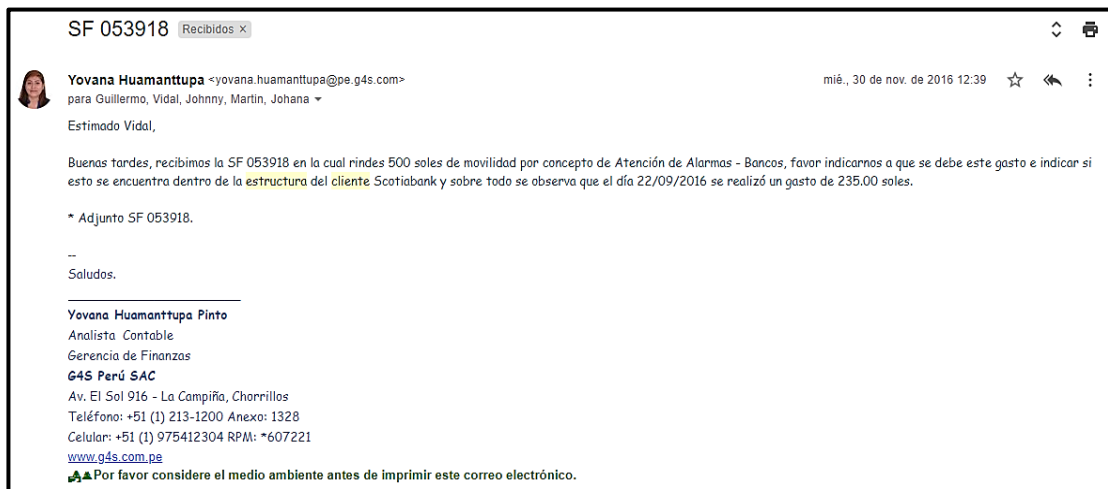 SF 053918 Recibidos ×
Yovana Huamanttupa <yovana.huamanttupa@pe.g4s.com> mié., 30 de nov. de 2016 12:39
para Guillermo, Vidal, Johnny, Martin, Johana
Estimado Vidal,
Buenas tardes, recibimos la SF 053918 en la cual rindes 500 soles de movilidad por concepto de Atención de Alarmas - Bancos, favor indicarnos a que se debe este gasto e indicar si
esto se encuentra dentro de la estructura del cliente Scotiabank y sobre todo se observa que el día 22/09/2016 se realizó un gasto de 235.00 soles.
* Adjunto SF 053918.
--
Saludos.
Yovana Huamanttupa Pinto
Analista Contable
Gerencia de Finanzas
G4S Perú SAC
Av. El Sol 916 - La Campiña, Chorrillos
Teléfono: +51 (1) 213-1200 Anexo: 1328
Celular: +51 (1) 975412304 RPM: *607221
www.g4s.com.pe
Por favor considere el medio ambiente antes de imprimir este correo electrónico.